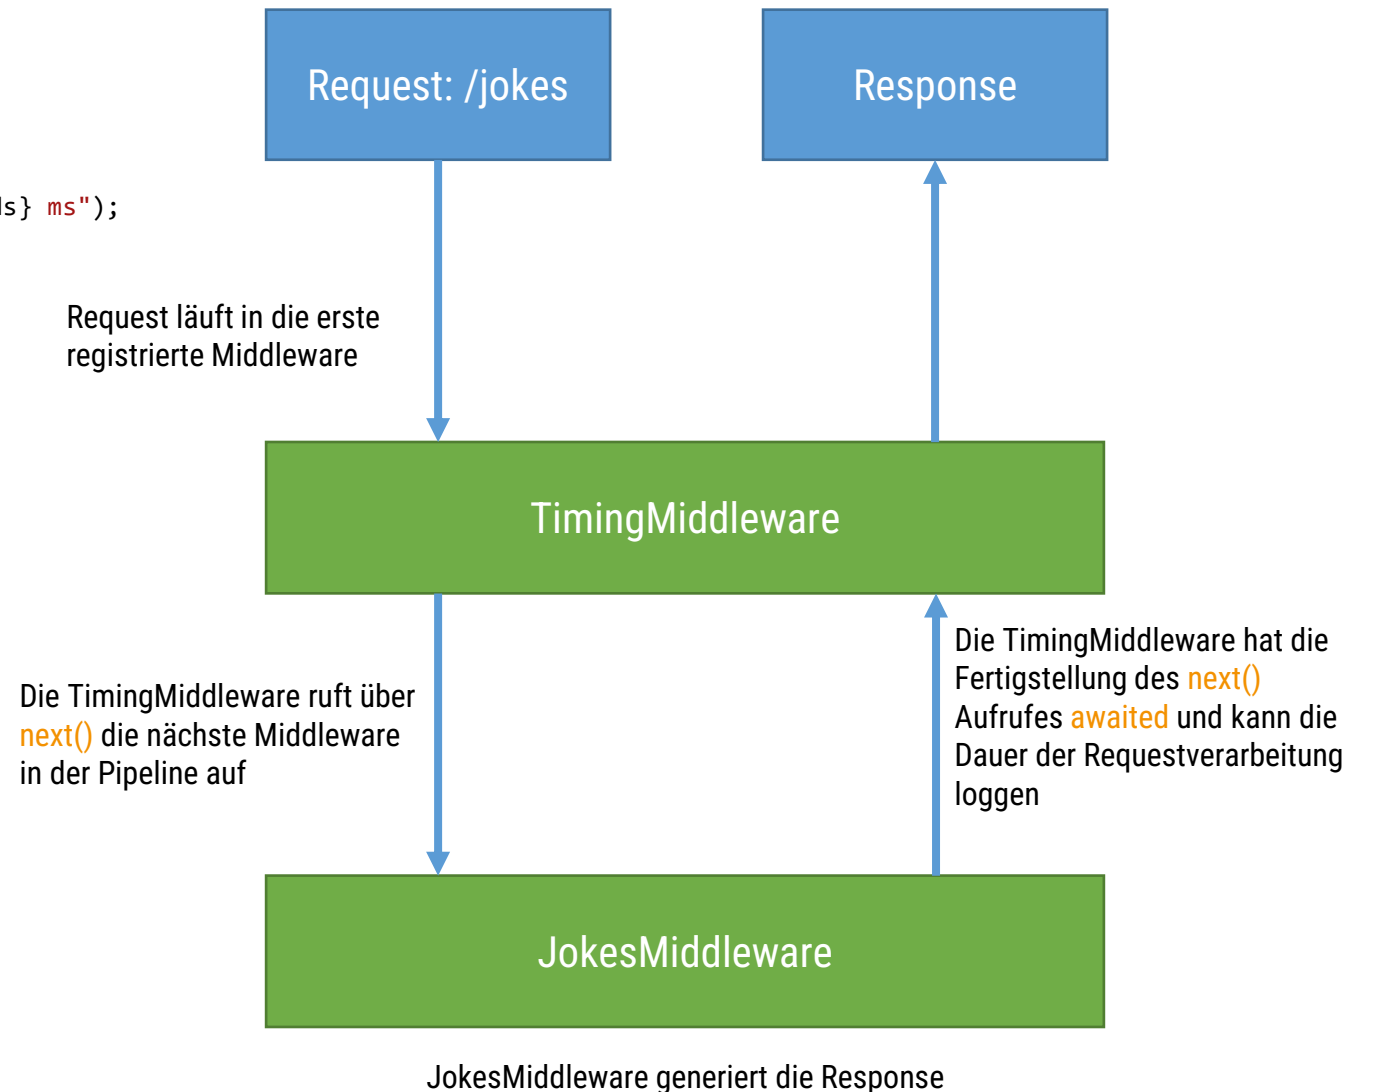 Request: /jokes
Response
s} ms");
Request läuft in die erste
registrierte Middleware
TimingMiddleware
Die TimingMiddleware ruft über
next() die nächste Middleware
in der Pipeline auf
Die TimingMiddleware hat die
Fertigstellung des next()
Aufrufes awaited und kann die
Dauer der Requestverarbeitung
loggen
JokesMiddleware
JokesMiddleware generiert die Response